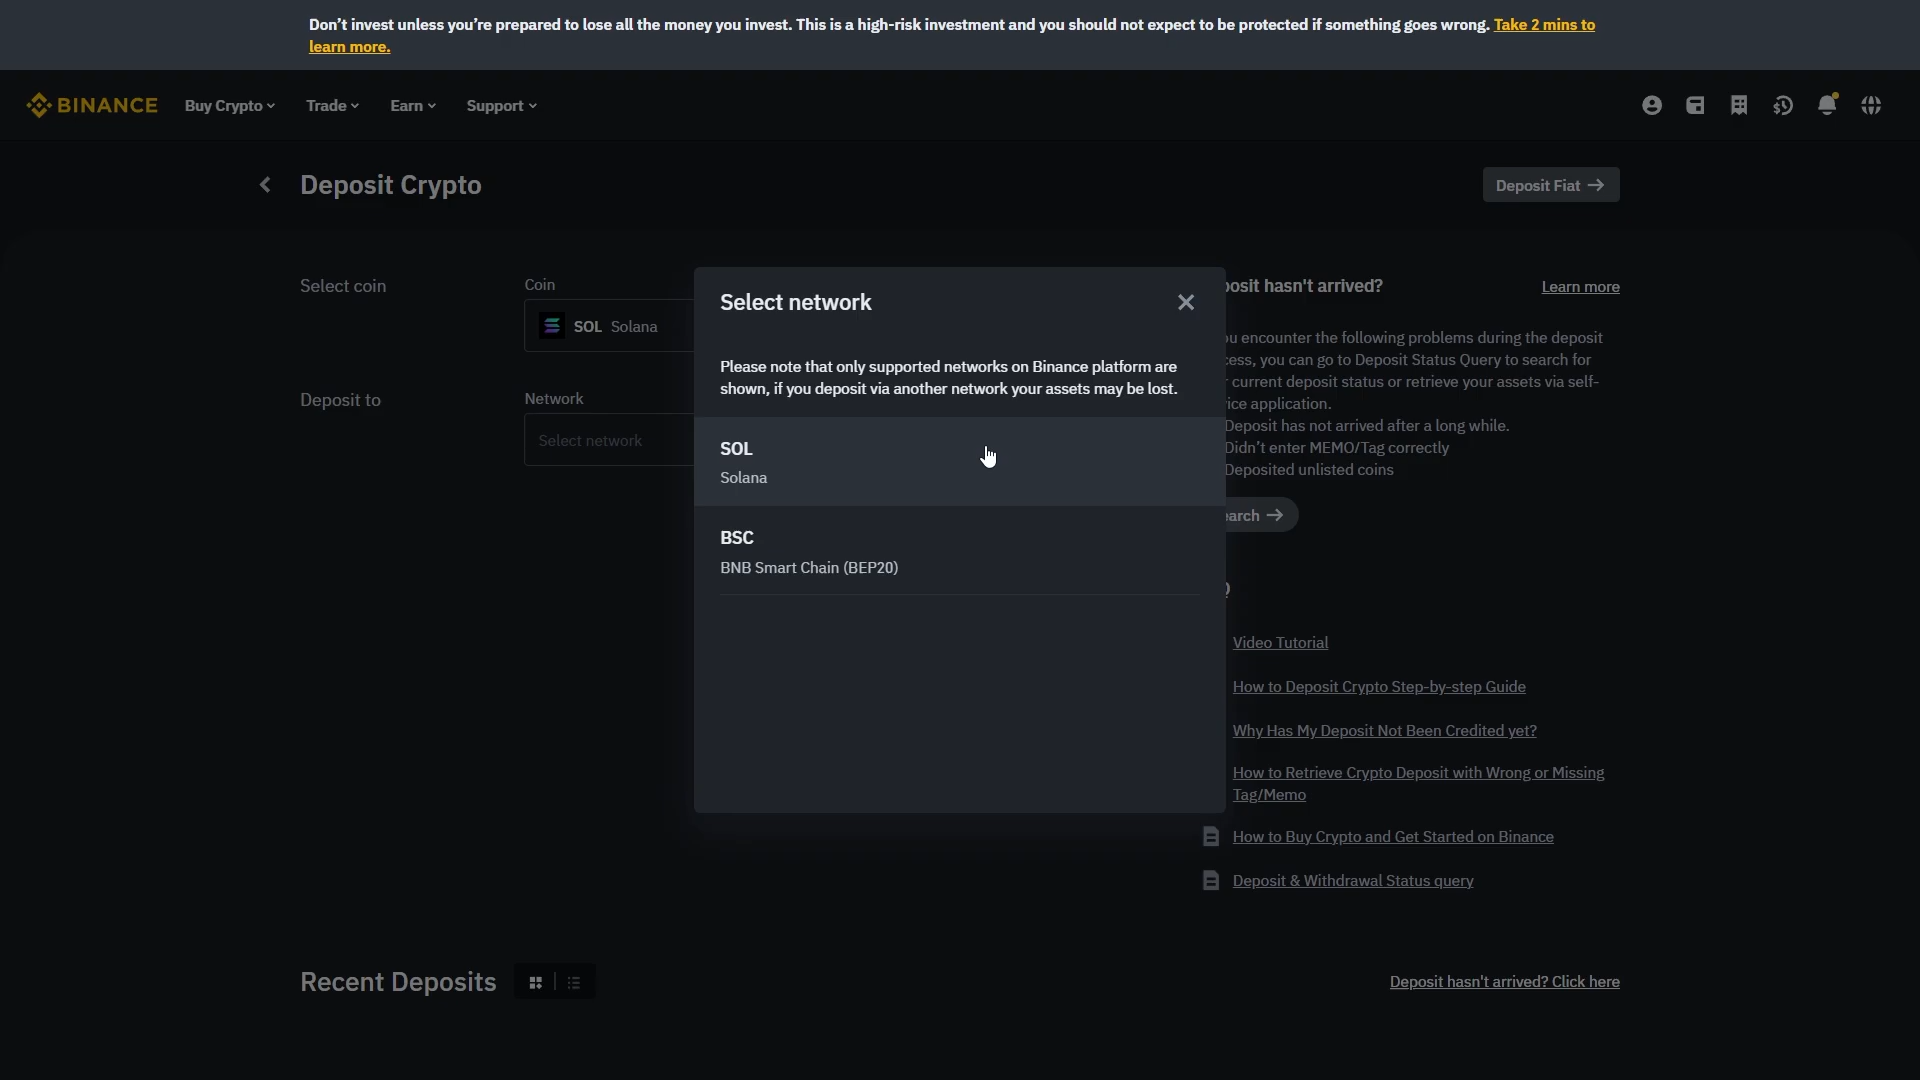 Don't invest unless you're prepared to lose all the money you invest. This is a high-risk investment and you should not expect to be protected if something goes wrong. Take 2 mins to
learn more.
BINANCE Buy Crypto Trade Earn Support
Deposit Crypto
Deposit Fiat →
Select coin
Coin
SOL Solana
Deposit to
Network
Select network
Select network
Please note that only supported networks on Binance platform are
shown, if you deposit via another network your assets may be lost.
SOL
Solana
BSC
BNB Smart Chain (BEP20)
hasn't arrived?
Learn more
encounter the following problems during the deposit
you can go to Deposit Status Query to search for
current deposit status or retrieve your assets via self-
application.
Deposit has not arrived after a long while.
Didn't enter MEMO/Tag correctly
Deposited unlisted coins
→
Video Tutorial
How to Deposit Crypto Step-by-step Guide
Why Has My Deposit Not Been Credited yet?
How to Retrieve Crypto Deposit with Wrong or Missing
Tag/Memo
How to Buy Crypto and Get Started on Binance
Deposit & Withdrawal Status query
Recent Deposits
Deposit hasn't arrived? Click here